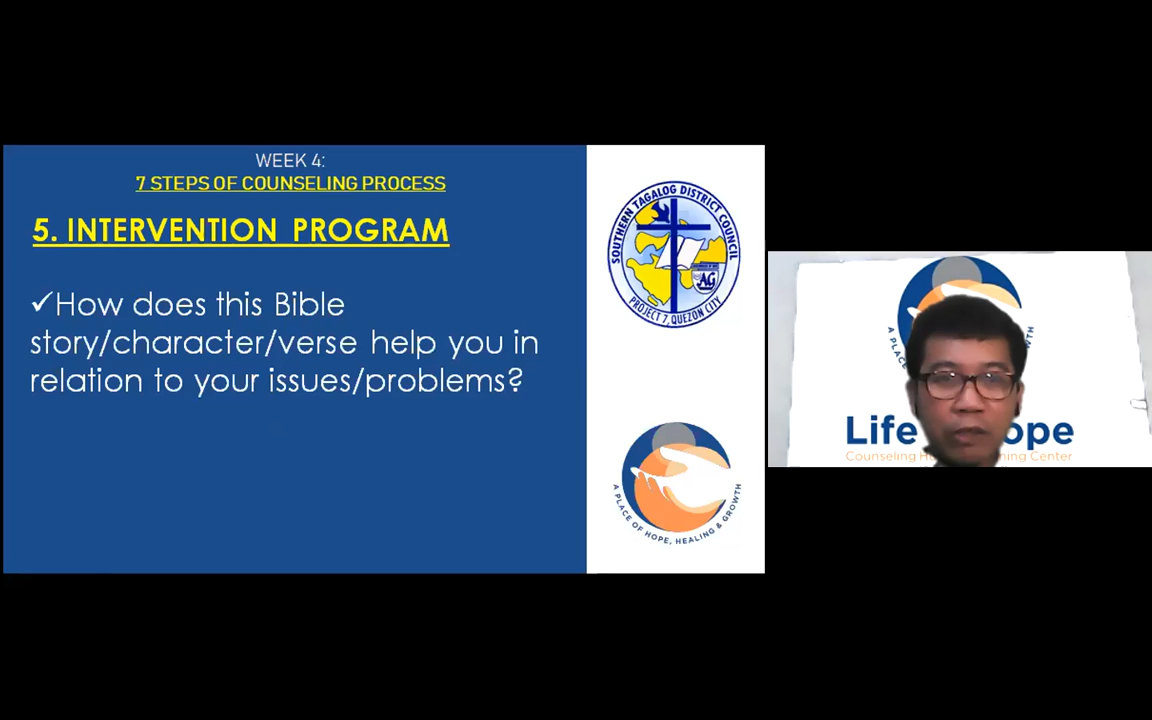 WEEK 4:
7 STEPS OF COUNSELING PROCESS
5. INTERVENTION PROGRAM
✓How does this Bible
story/character/verse help you in
relation to your issues/problems?
SOUTHERN TAGALOG DISTRICT COUNCIL
AG
PROJECT 7, QUEZON CITY
A PLACE OF HOPE, HEALING & GROWTH
A PLACE
WTH
Life
ope
Counseling H
ning Center